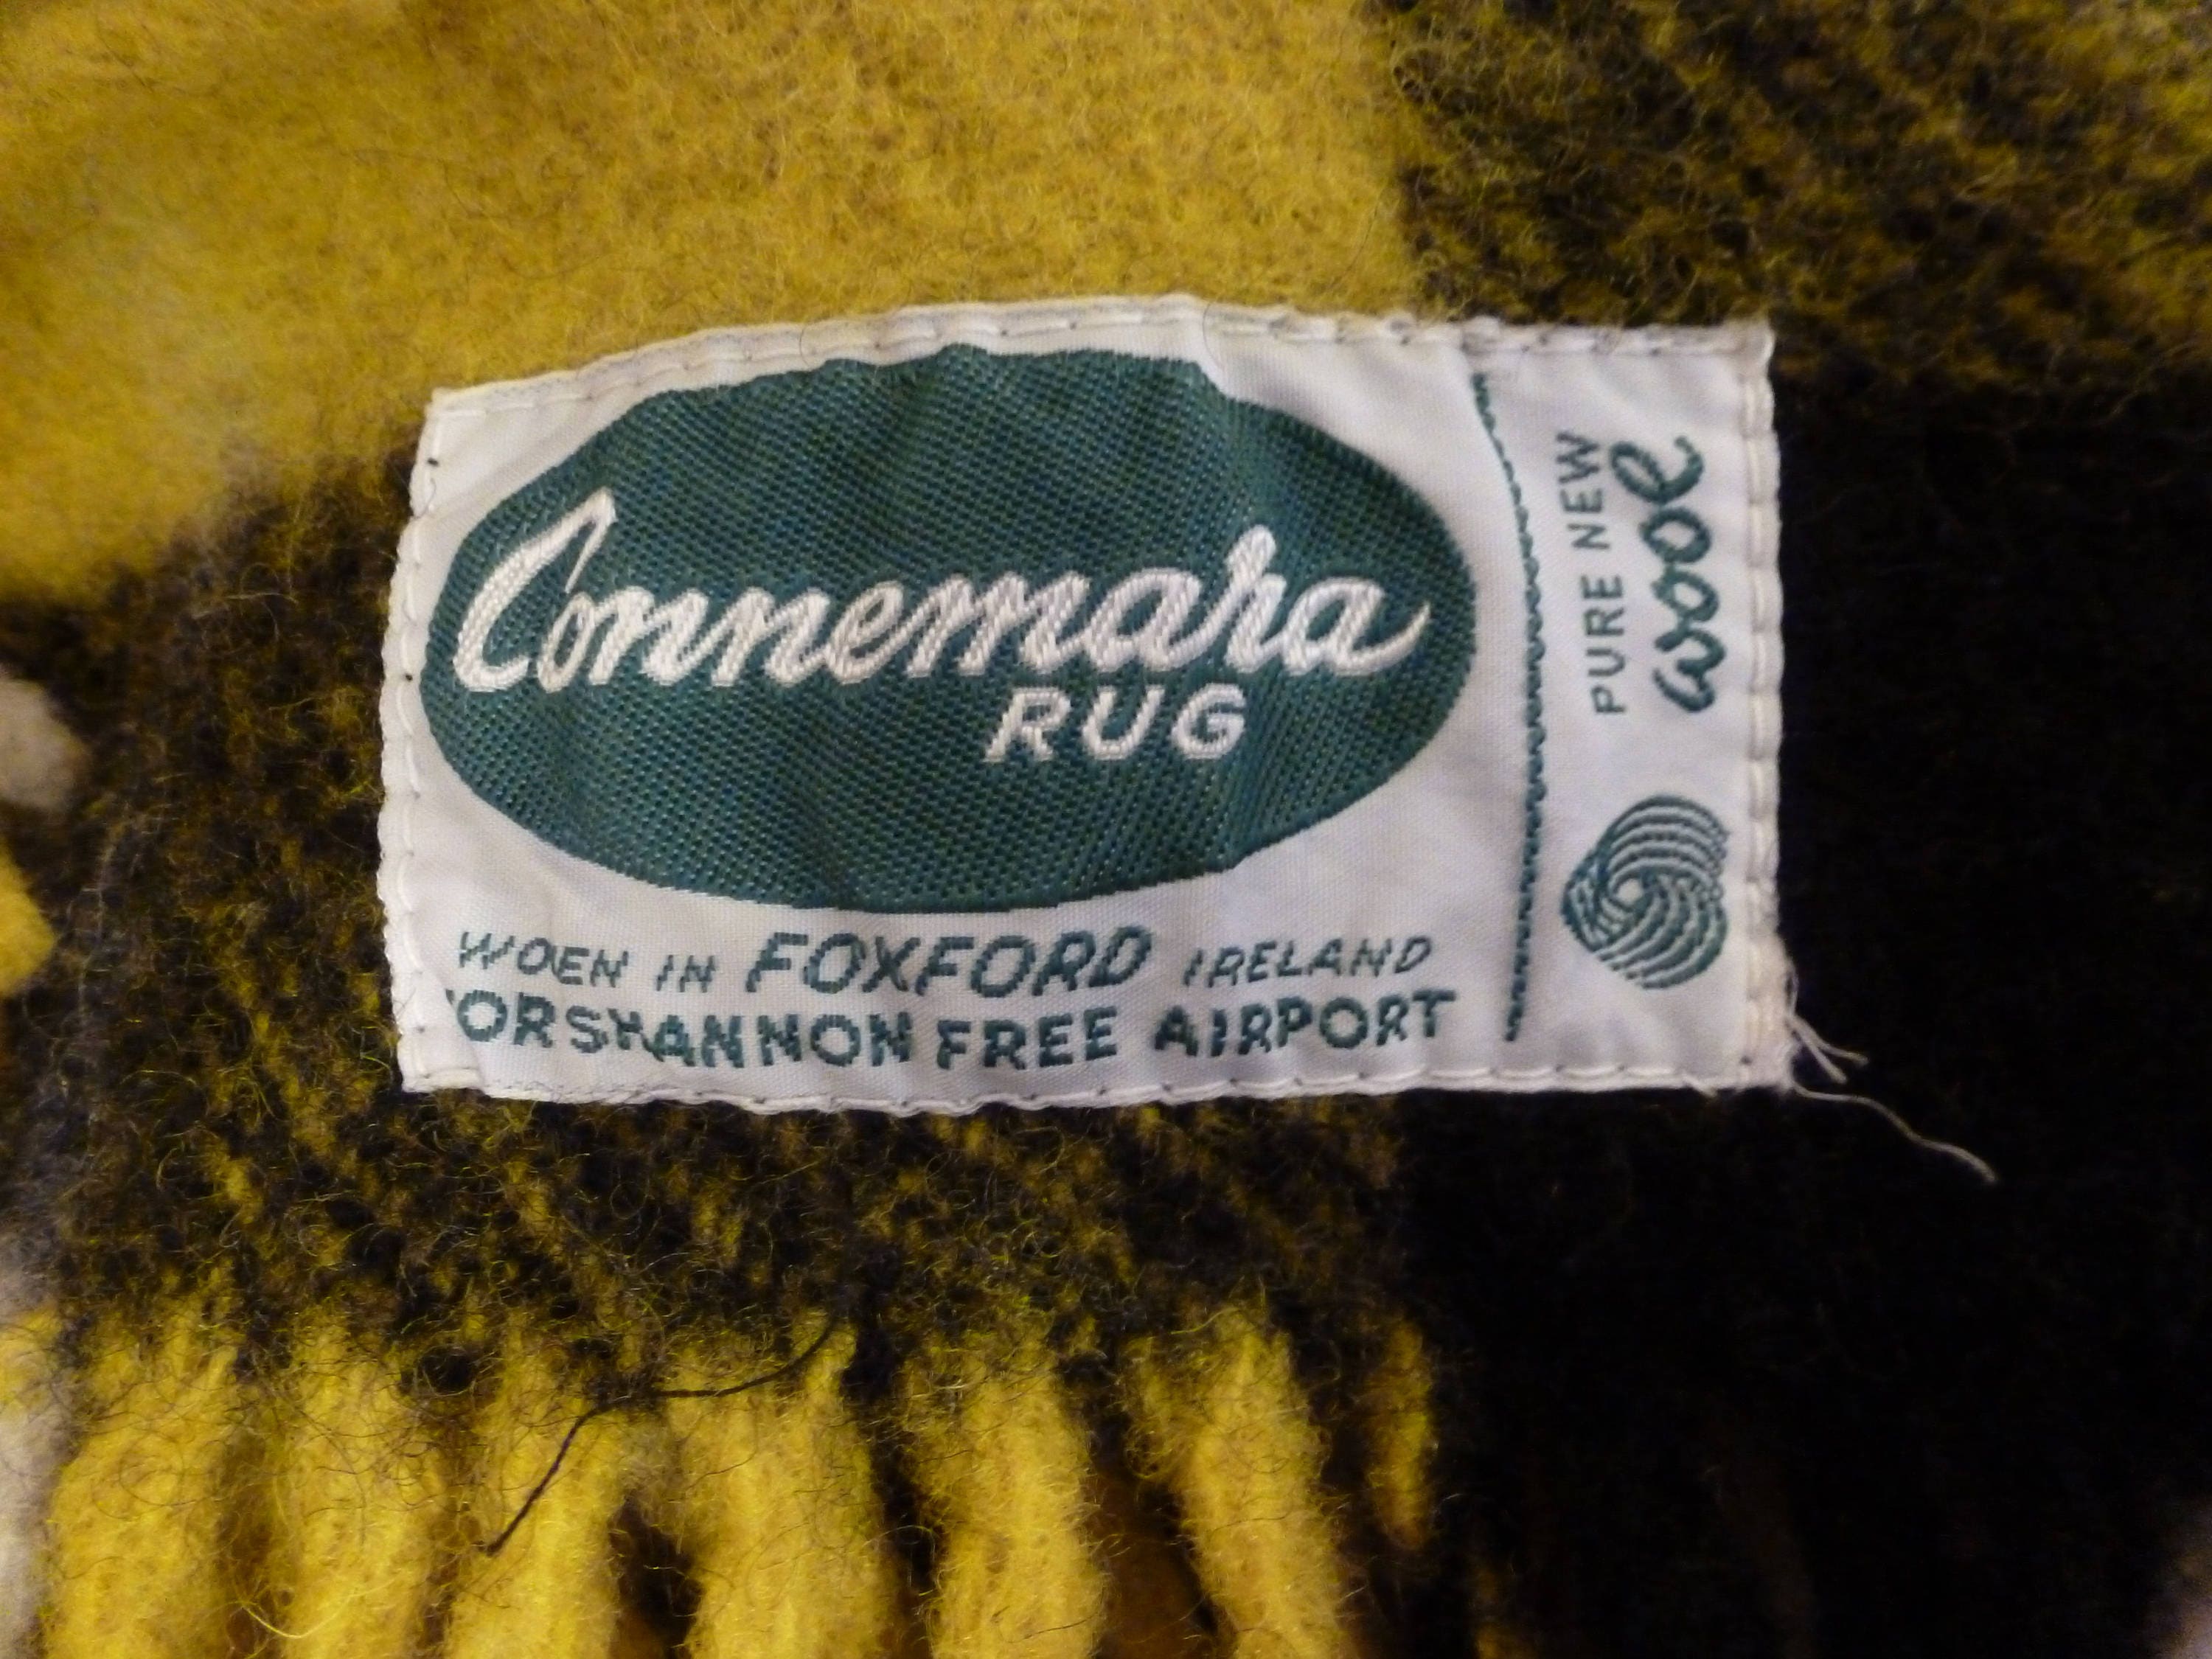 Connemara
RUG
WOEN IN FOXFORD IRELAND
FOR SHANNON FREE AIRPORT
PURE NEW
wool